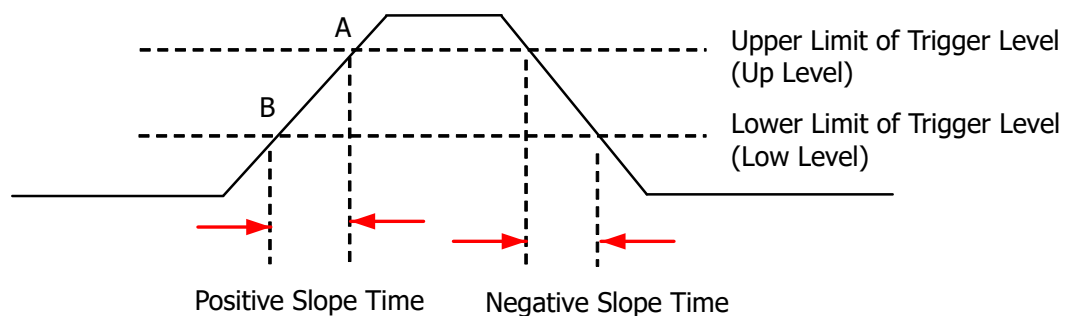 A
Upper Limit of Trigger Level
(Up Level)
B
Lower Limit of Trigger Level
(Low Level)
Positive Slope Time
Negative Slope Time